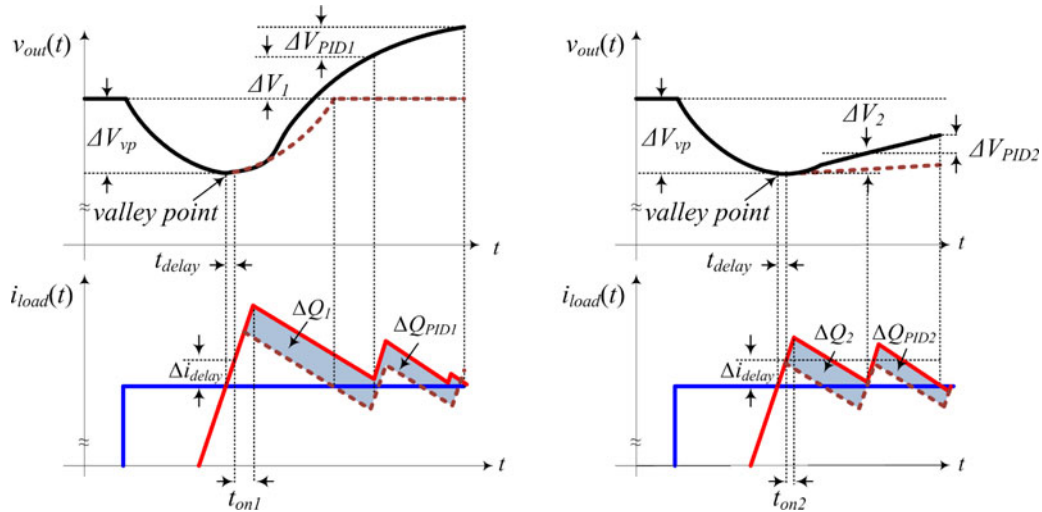 v_out(t)
ΔV_PID1
ΔV_1
ΔV_vp
valley point
≈
t
t_delay
i_load(t)
ΔQ_1
ΔQ_PID1
Δi_delay
≈
t
t_on1
v_out(t)
ΔV_2
ΔV_vp
ΔV_PID2
valley point
≈
t
t_delay
i_load(t)
ΔQ_2
ΔQ_PID2
Δi_delay
≈
t
t_on2